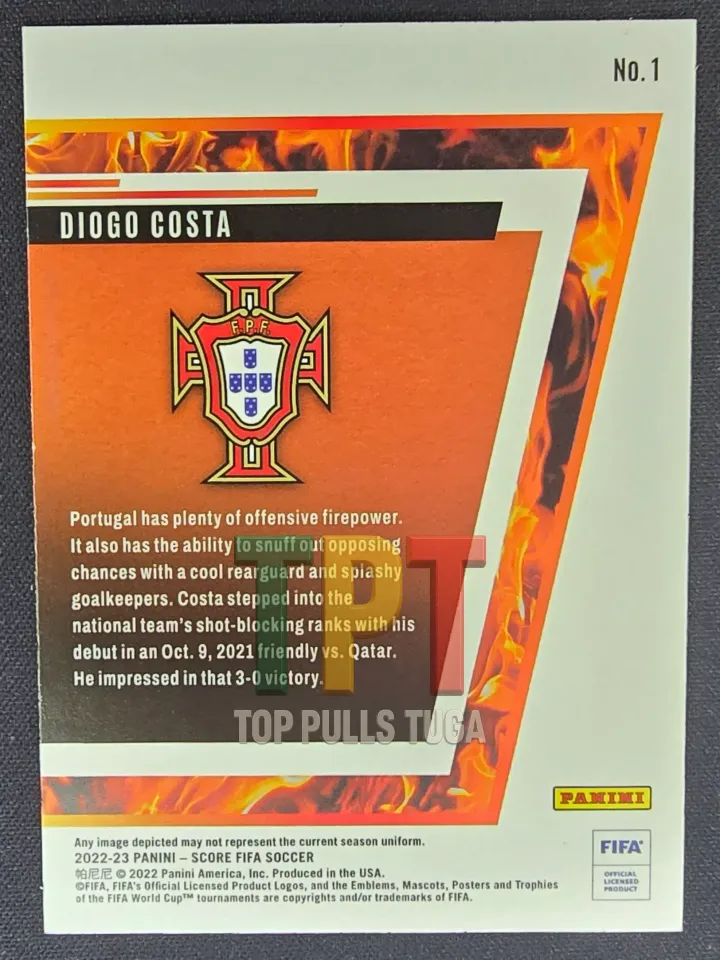 No. 1
DIOGO COSTA
F.P.F.
Portugal has plenty of offensive firepower.
It also has the ability to snuff out opposing
chances with a cool rearguard and splashy
goalkeepers. Costa stepped into the
national team's shot-blocking ranks with his
debut in an Oct. 9, 2021 friendly vs. Qatar.
He impressed in that 3-0 victory.
TPT
TOP PULLS TUGA
PANINI
Any image depicted may not represent the current season uniform.
2022-23 PANINI – SCORE FIFA SOCCER
帕尼尼 © 2022 Panini America, Inc. Produced in the USA.
©FIFA, FIFA's Official Licensed Product Logos, and the Emblems, Mascots, Posters and Trophies
of the FIFA World Cup™ tournaments are copyrights and/or trademarks of FIFA.
FIFA®
OFFICIAL
LICENSED
PRODUCT